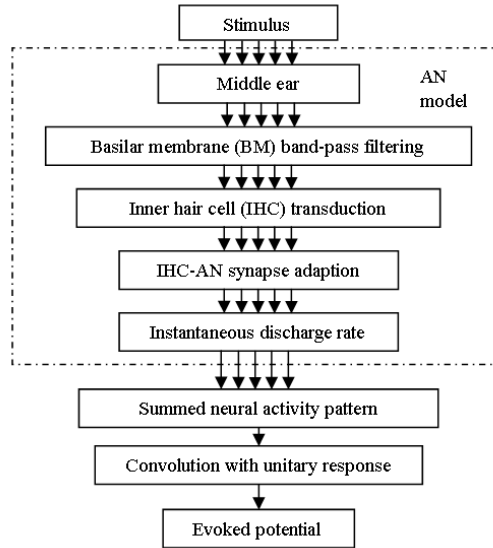 Stimulus
AN
model
Middle ear
Basilar membrane (BM) band-pass filtering
Inner hair cell (IHC) transduction
IHC-AN synapse adaption
Instantaneous discharge rate
Summed neural activity pattern
Convolution with unitary response
Evoked potential